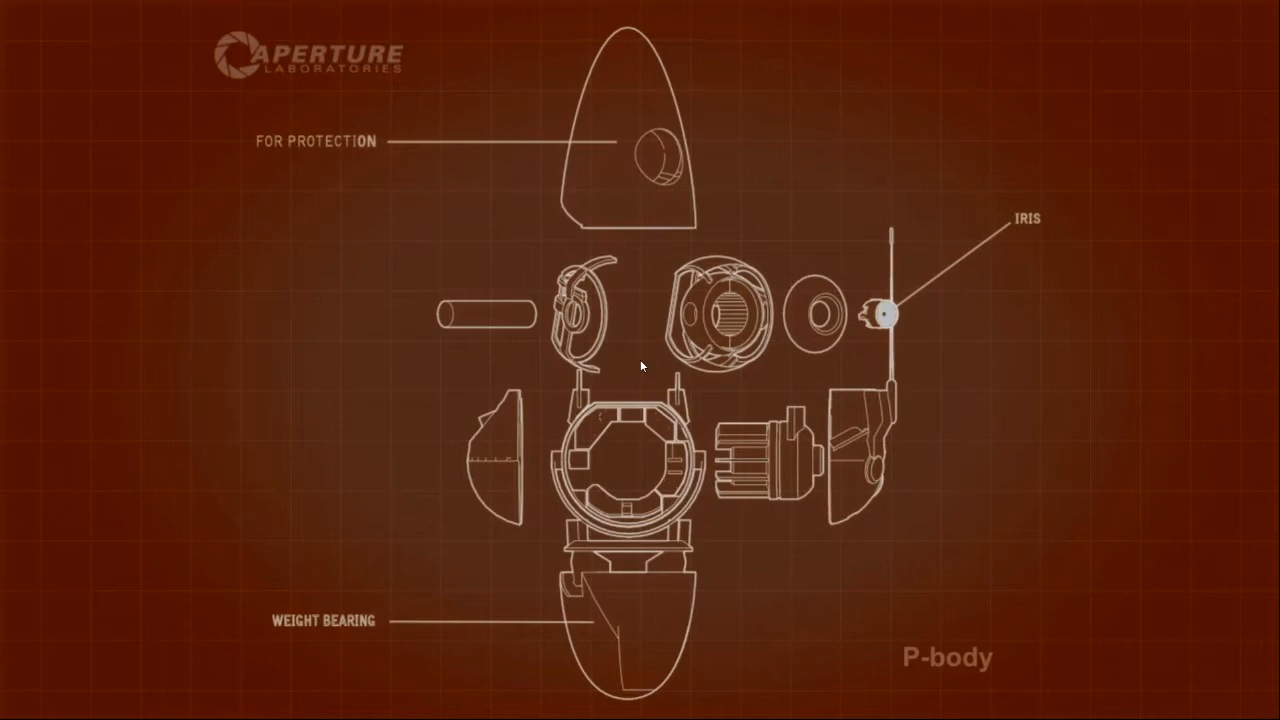 APERTURE
LABORATORIES
FOR PROTECTION
IRIS
WEIGHT BEARING
P-body